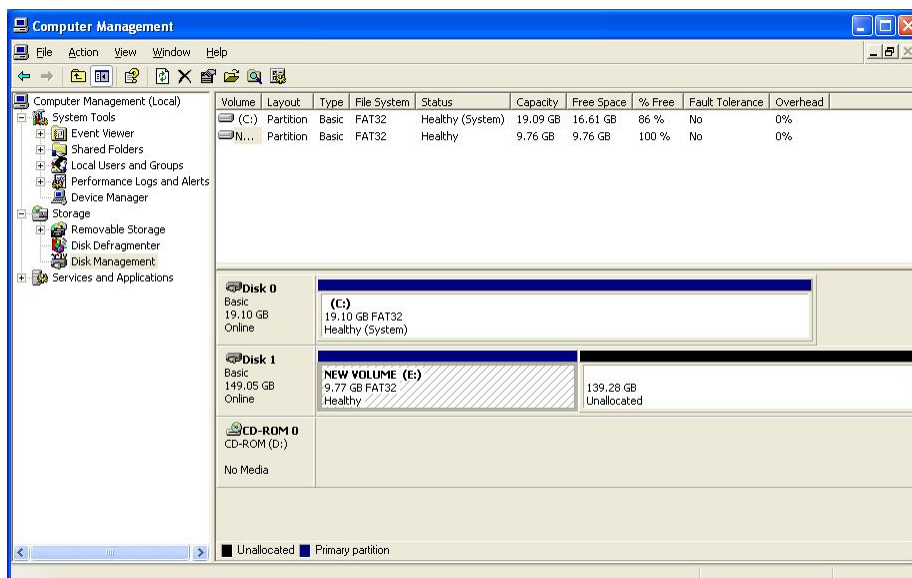 Computer Management
File Action View Window Help
Computer Management (Local)
System Tools
Event Viewer
Shared Folders
Local Users and Groups
Performance Logs and Alerts
Device Manager
Storage
Removable Storage
Disk Defragmenter
Disk Management
Services and Applications
Volume Layout Type File System Status Capacity Free Space % Free Fault Tolerance Overhead
(C:) Partition Basic FAT32 Healthy (System) 19.09 GB 16.61 GB 86 % No 0%
N... Partition Basic FAT32 Healthy 9.76 GB 9.76 GB 100 % No 0%
Disk 0
Basic
19.10 GB
Online
(C:)
19.10 GB FAT32
Healthy (System)
Disk 1
Basic
149.05 GB
Online
NEW VOLUME (E:)
9.77 GB FAT32
Healthy
139.28 GB
Unallocated
CD-ROM 0
CD-ROM (D:)
No Media
Unallocated Primary partition